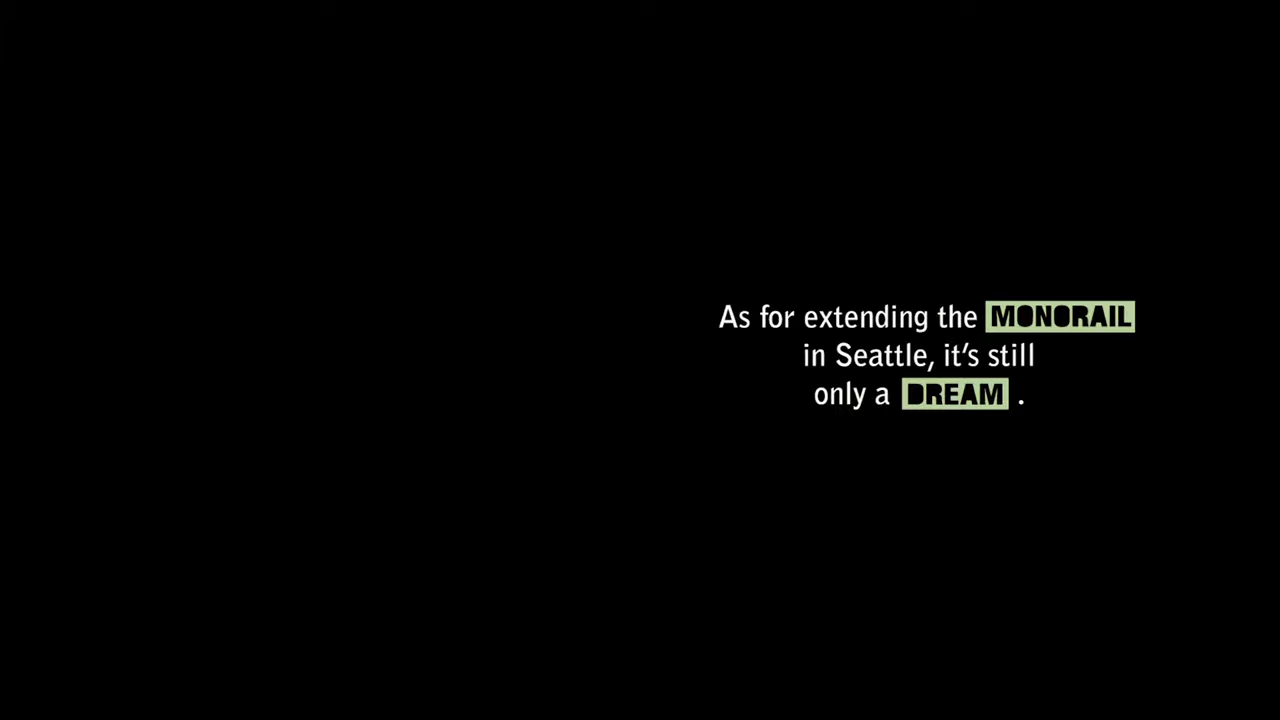 As for extending the MONORAIL
in Seattle, it's still
only a DREAM .